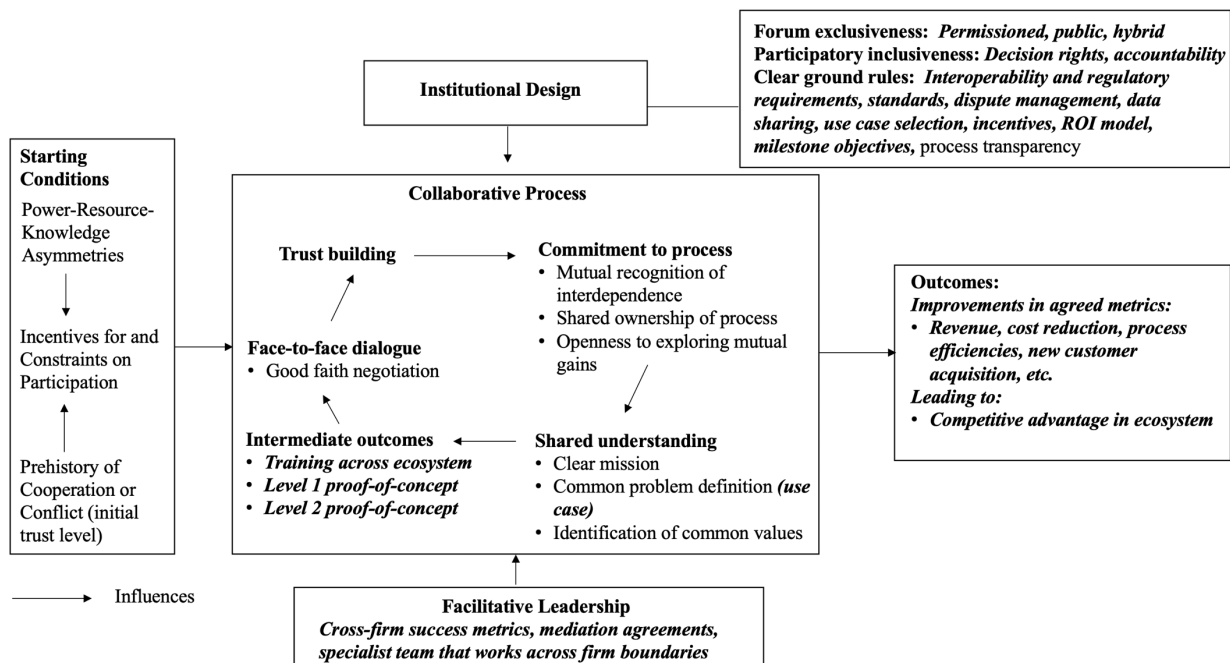 Forum exclusiveness: Permissioned, public, hybrid
Participatory inclusiveness: Decision rights, accountability
Clear ground rules: Interoperability and regulatory
requirements, standards, dispute management, data
sharing, use case selection, incentives, ROI model,
milestone objectives, process transparency
Institutional Design
Starting
Conditions
Power-Resource-
Knowledge
Asymmetries
Incentives for and
Constraints on
Participation
Prehistory of
Cooperation or
Conflict (initial
trust level)
Collaborative Process
Trust building
Commitment to process
• Mutual recognition of
interdependence
• Shared ownership of process
• Openness to exploring mutual
gains
Face-to-face dialogue
• Good faith negotiation
Intermediate outcomes
• Training across ecosystem
• Level 1 proof-of-concept
• Level 2 proof-of-concept
Shared understanding
• Clear mission
• Common problem definition (use
case)
• Identification of common values
Outcomes:
Improvements in agreed metrics:
• Revenue, cost reduction, process
efficiencies, new customer
acquisition, etc.
Leading to:
• Competitive advantage in ecosystem
Influences
Facilitative Leadership
Cross-firm success metrics, mediation agreements,
specialist team that works across firm boundaries